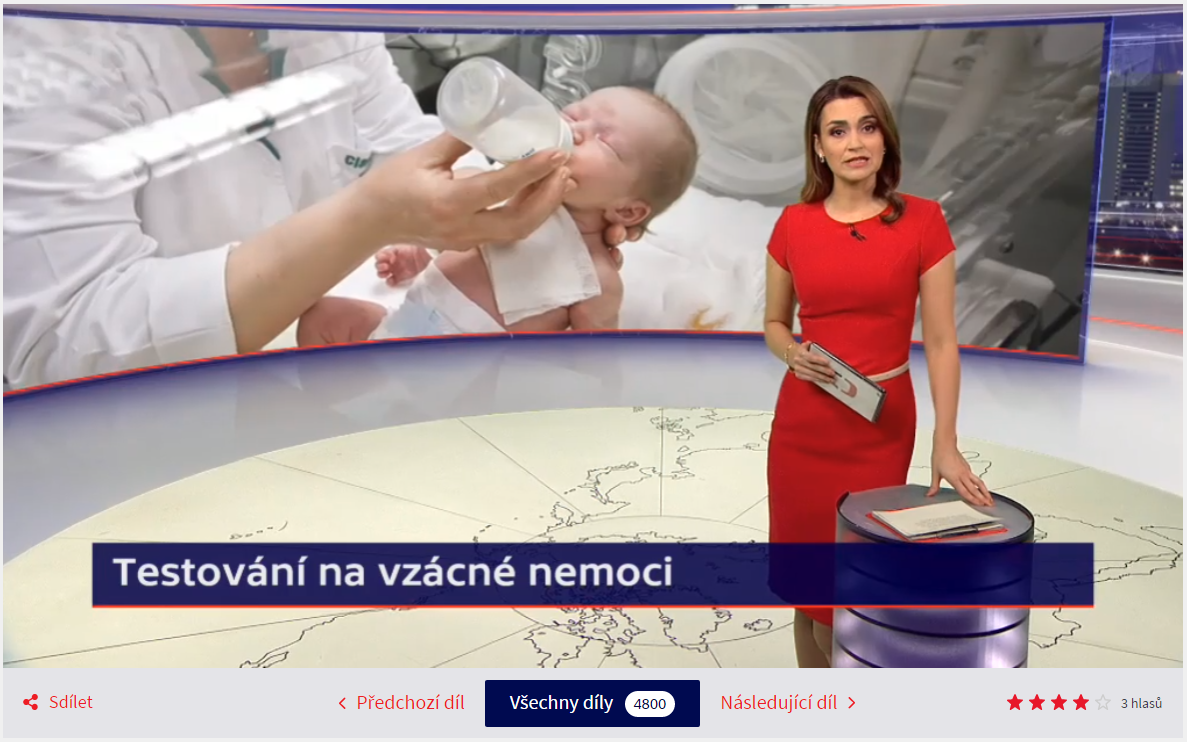 Testování na vzácné nemoci
Sdílet
Předchozí díl
Všechny díly 4800
Následující díl
3 hlasů